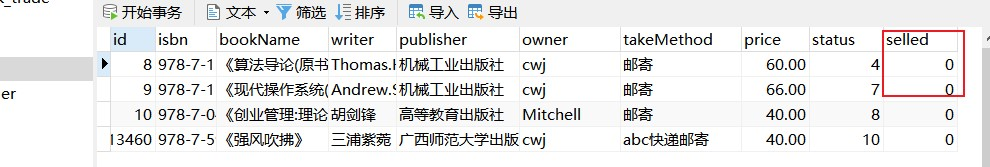 _trade
开始事务 文本 筛选 排序 导入 导出
id isbn bookName writer publisher owner takeMethod price status selled
8 978-7-1 《算法导论(原书 Thomas.H 机械工业出版社 cwj 邮寄 60.00 4 0
9 978-7-1 《现代操作系统( Andrew.S 机械工业出版社 cwj 邮寄 66.00 7 0
er
10 978-7-0 《创业管理:理论 胡剑锋 高等教育出版社 Mitchell 邮寄 40.00 8 0
13460 978-7-5 《强风吹拂》 三浦紫菀 广西师范大学出版 cwj abc快递邮寄 40.00 10 0